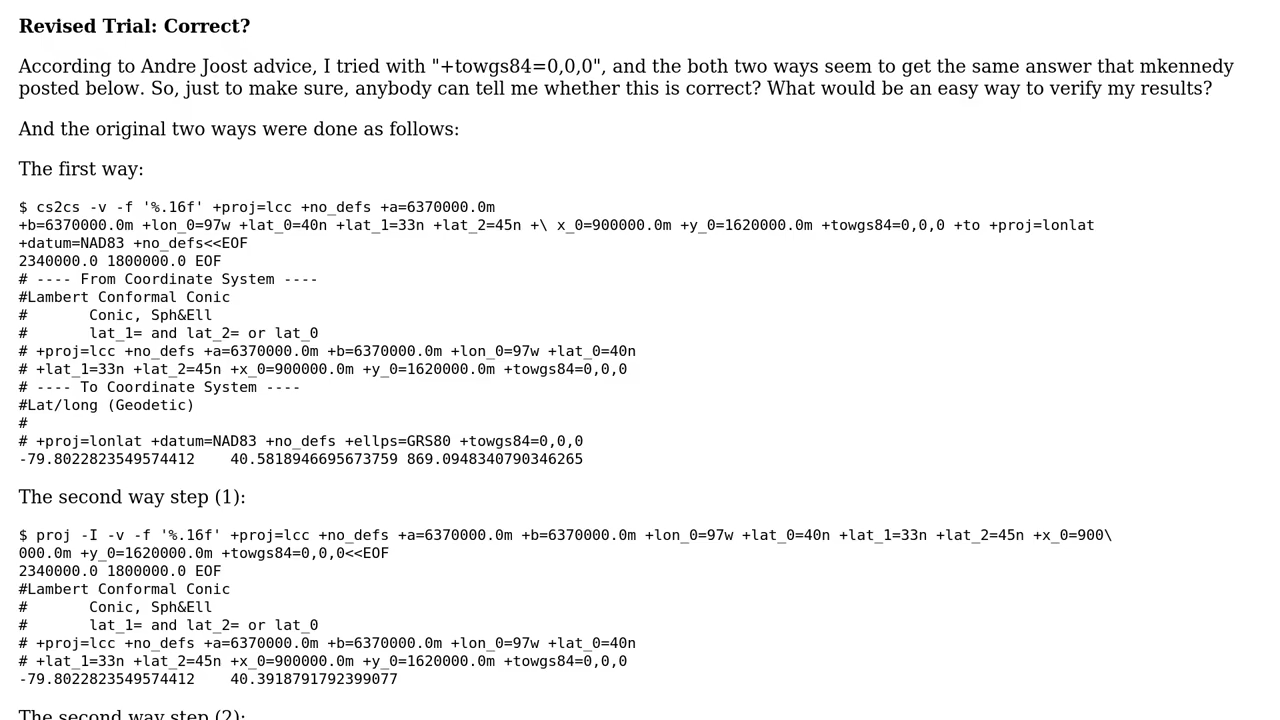 Revised Trial: Correct?
According to Andre Joost advice, I tried with "+towgs84=0,0,0", and the both two ways seem to get the same answer that mkennedy
posted below. So, just to make sure, anybody can tell me whether this is correct? What would be an easy way to verify my results?
And the original two ways were done as follows:
The first way:
$ cs2cs -v -f '%.16f' +proj=lcc +no_defs +a=6370000.0m
+b=6370000.0m +lon_0=97w +lat_0=40n +lat_1=33n +lat_2=45n +\ x_0=900000.0m +y_0=1620000.0m +towgs84=0,0,0 +to +proj=lonlat
+datum=NAD83 +no_defs<<EOF
2340000.0 1800000.0 EOF
# ---- From Coordinate System ----
#Lambert Conformal Conic
#       Conic, Sph&Ell
#       lat_1= and lat_2= or lat_0
# +proj=lcc +no_defs +a=6370000.0m +b=6370000.0m +lon_0=97w +lat_0=40n
# +lat_1=33n +lat_2=45n +x_0=900000.0m +y_0=1620000.0m +towgs84=0,0,0
# ---- To Coordinate System ----
#Lat/long (Geodetic)
#
# +proj=lonlat +datum=NAD83 +no_defs +ellps=GRS80 +towgs84=0,0,0
-79.8022823549574412    40.5818946695673759 869.0948340790346265
The second way step (1):
$ proj -I -v -f '%.16f' +proj=lcc +no_defs +a=6370000.0m +b=6370000.0m +lon_0=97w +lat_0=40n +lat_1=33n +lat_2=45n +x_0=900\
000.0m +y_0=1620000.0m +towgs84=0,0,0<<EOF
2340000.0 1800000.0 EOF
#Lambert Conformal Conic
#       Conic, Sph&Ell
#       lat_1= and lat_2= or lat_0
# +proj=lcc +no_defs +a=6370000.0m +b=6370000.0m +lon_0=97w +lat_0=40n
# +lat_1=33n +lat_2=45n +x_0=900000.0m +y_0=1620000.0m +towgs84=0,0,0
-79.8022823549574412    40.3918791792399077
The second way step (2):